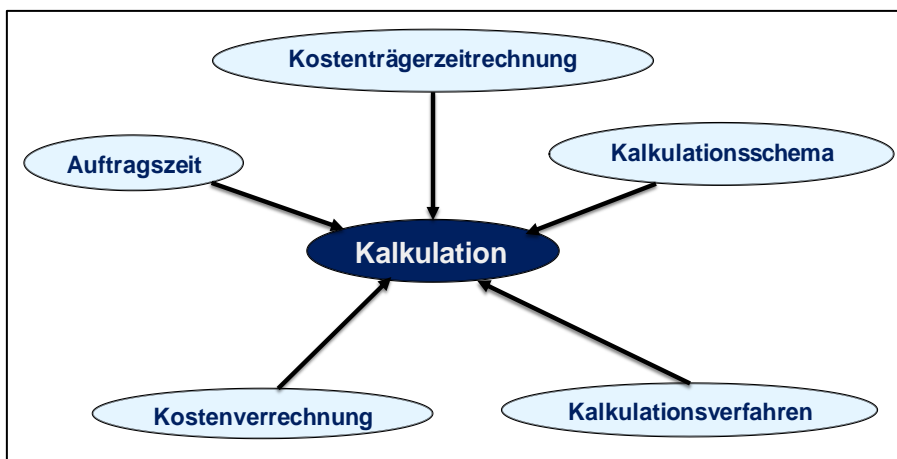 Kostenträgerzeitrechnung
Auftragszeit
Kalkulationsschema
Kalkulation
Kostenverrechnung
Kalkulationsverfahren